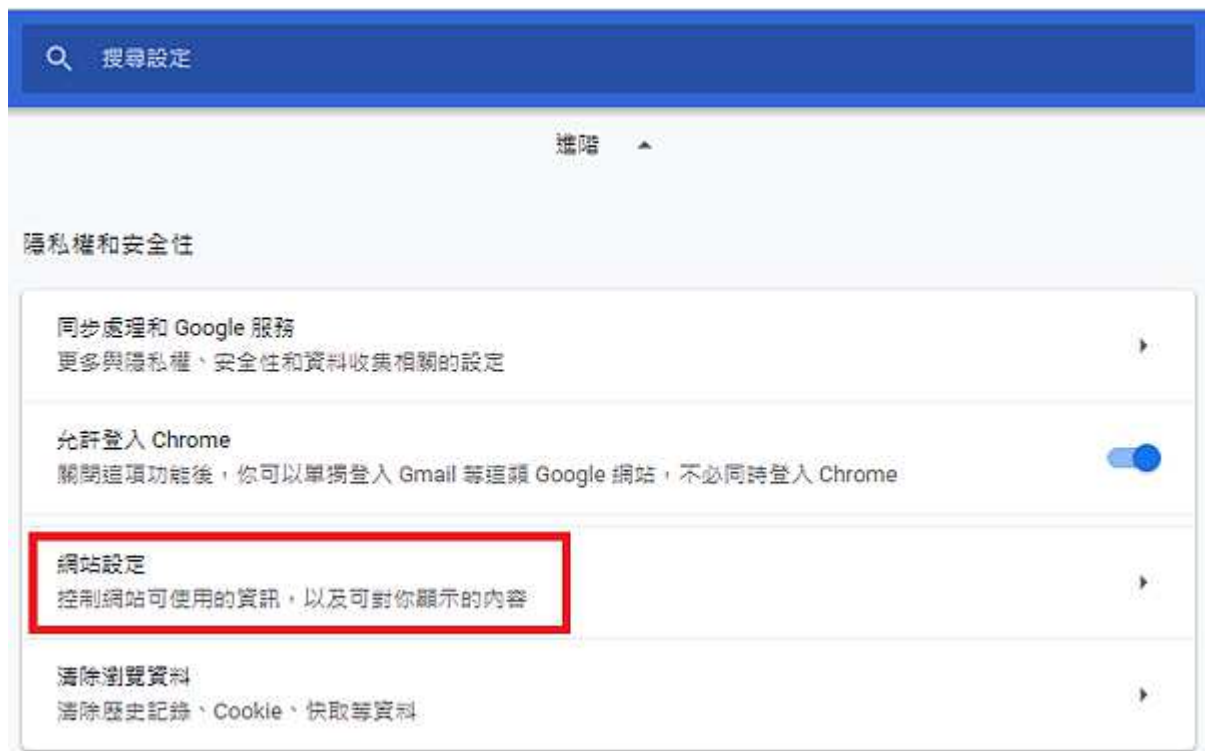 搜尋設定
進階
隱私權和安全性
同步處理和 Google 服務
更多與隱私權、安全性和資料收集相關的設定
允許登入 Chrome
關閉這項功能後，你可以單獨登入 Gmail 等這類 Google 網站，不必同時登入 Chrome
網站設定
控制網站可使用的資訊，以及可對你顯示的內容
清除瀏覽資料
清除歷史記錄、Cookie、快取等資料